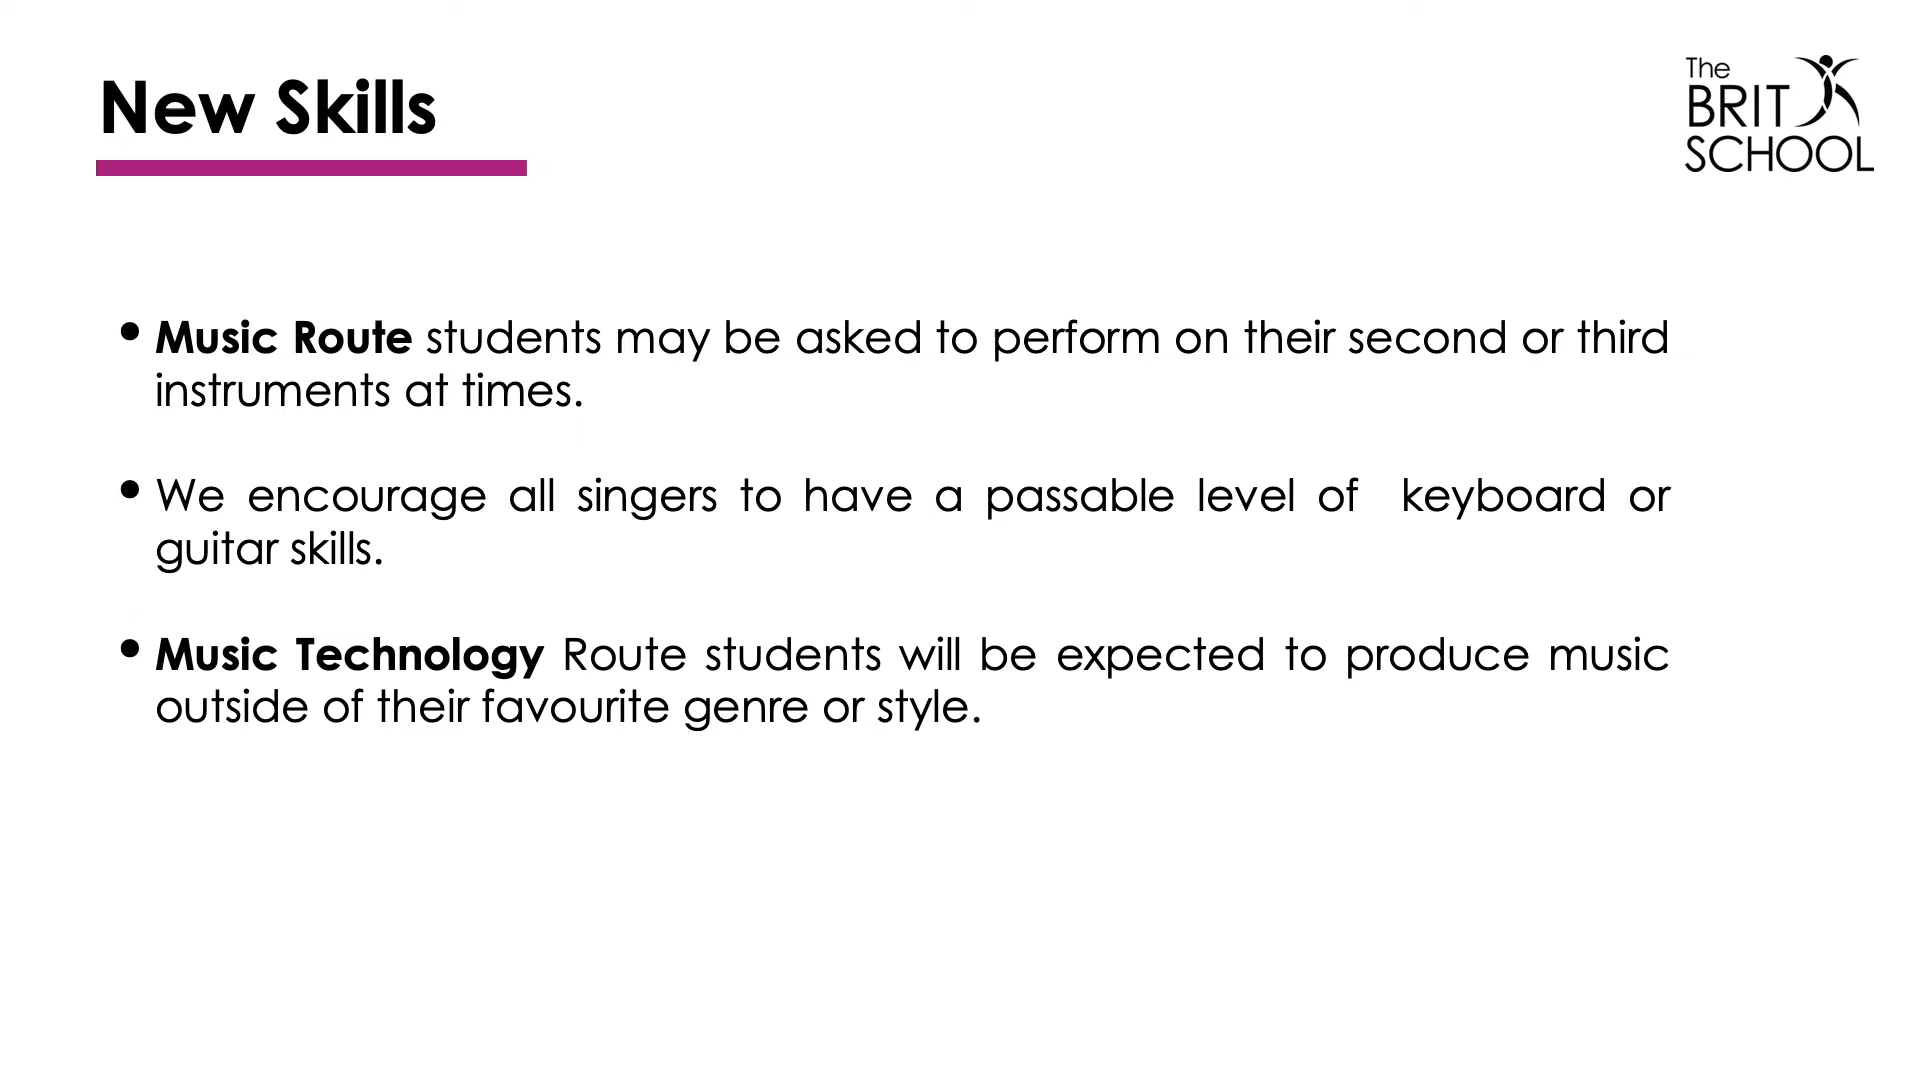 New Skills
The
BRIT
SCHOOL
• Music Route students may be asked to perform on their second or third
instruments at times.
• We encourage all singers to have a passable level of  keyboard or
guitar skills.
• Music Technology Route students will be expected to produce music
outside of their favourite genre or style.